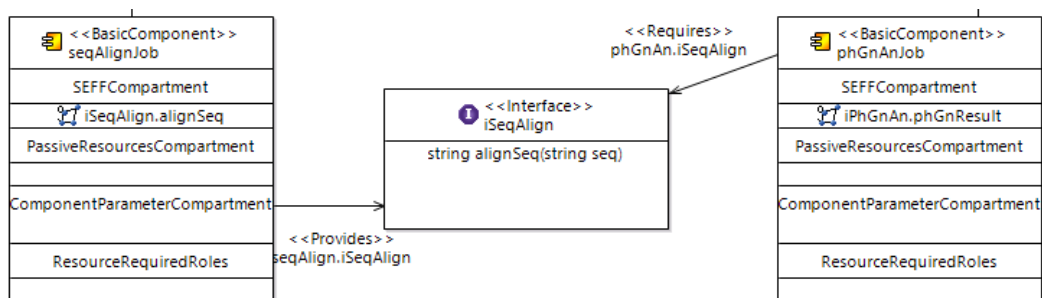 <<BasicComponent>>
seqAlignJob
SEFFCompartment
iSeqAlign.alignSeq
PassiveResourcesCompartment
ComponentParameterCompartment
ResourceRequiredRoles
<<Provides>>
seqAlign.iSeqAlign
I
<<Interface>>
iSeqAlign
string alignSeq(string seq)
<<Requires>>
phGnAn.iSeqAlign
<<BasicComponent>>
phGnAnJob
SEFFCompartment
iPhGnAn.phGnResult
PassiveResourcesCompartment
ComponentParameterCompartment
ResourceRequiredRoles